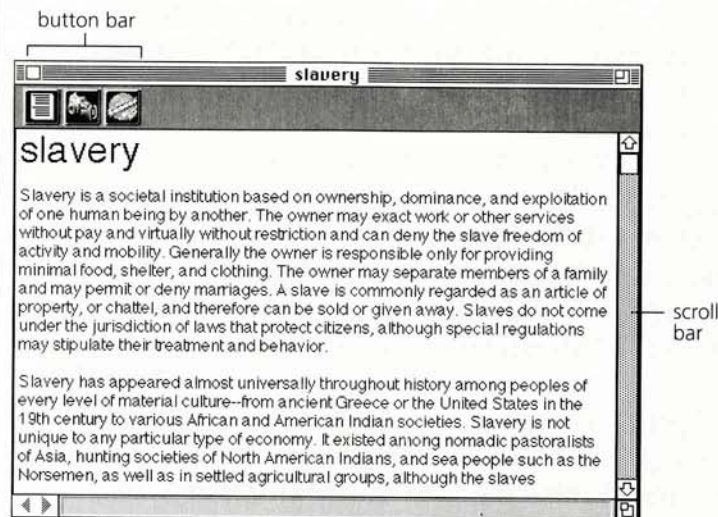 button bar
slavery
slavery
Slavery is a societal institution based on ownership, dominance, and exploitation
of one human being by another. The owner may exact work or other services
without pay and virtually without restriction and can deny the slave freedom of
activity and mobility. Generally the owner is responsible only for providing
minimal food, shelter, and clothing. The owner may separate members of a family
and may permit or deny marriages. A slave is commonly regarded as an article of
property, or chattel, and therefore can be sold or given away. Slaves do not come
under the jurisdiction of laws that protect citizens, although special regulations
may stipulate their treatment and behavior.
scroll
bar
Slavery has appeared almost universally throughout history among peoples of
every level of material culture--from ancient Greece or the United States in the
19th century to various African and American Indian societies. Slavery is not
unique to any particular type of economy. It existed among nomadic pastoralists
of Asia, hunting societies of North American Indians, and sea people such as the
Norsemen, as well as in settled agricultural groups, although the slaves